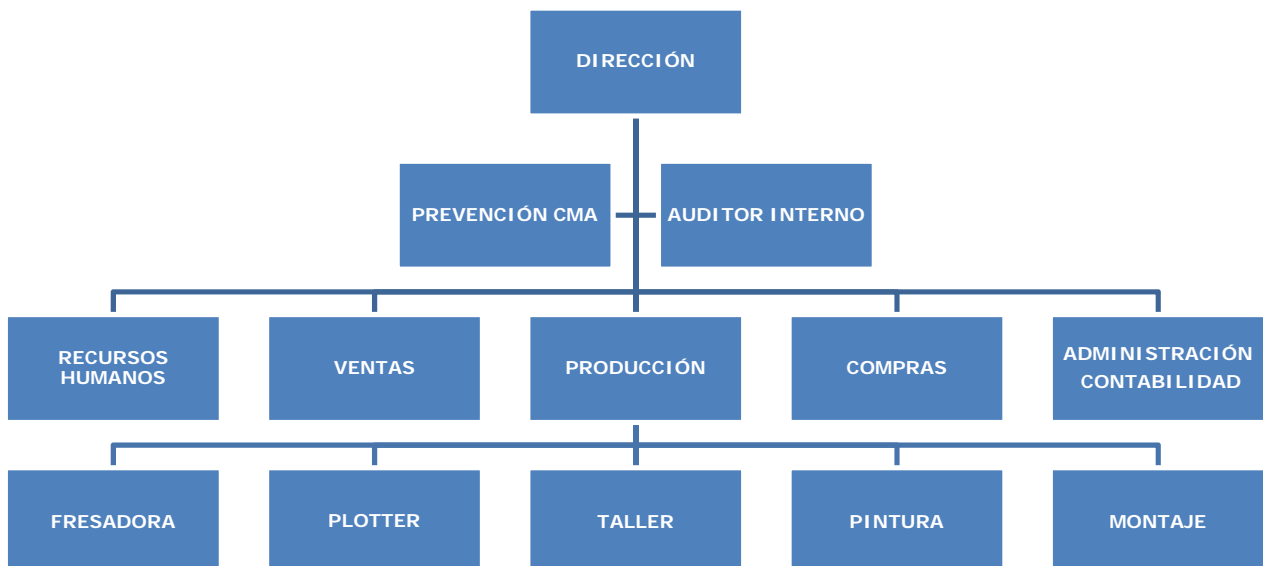 DIRECCIÓN
PREVENCIÓN CMA
AUDITOR INTERNO
RECURSOS
HUMANOS
VENTAS
PRODUCCIÓN
COMPRAS
ADMINISTRACIÓN
CONTABILIDAD
FRESADORA
PLOTTER
TALLER
PINTURA
MONTAJE